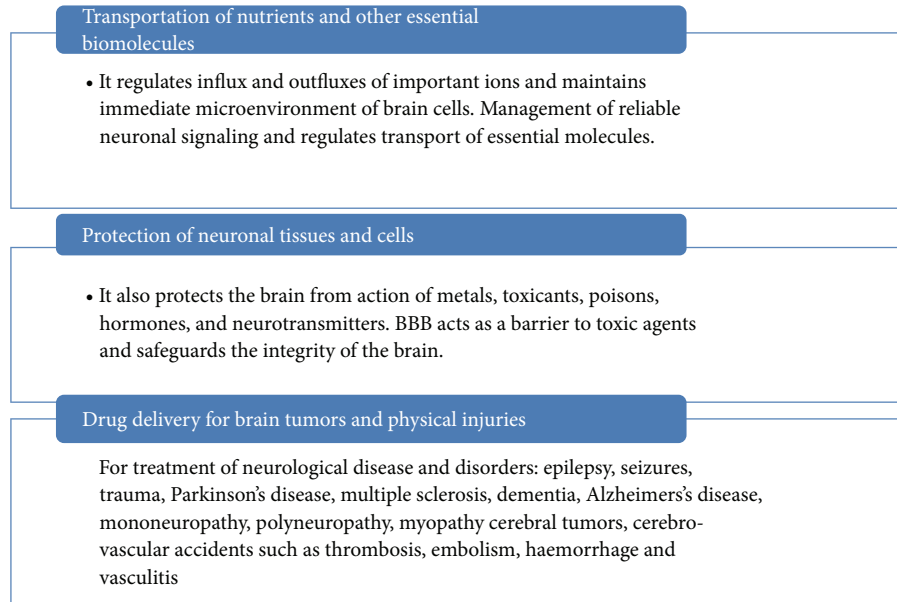 Transportation of nutrients and other essential
biomolecules
• It regulates influx and outfluxes of important ions and maintains
immediate microenvironment of brain cells. Management of reliable
neuronal signaling and regulates transport of essential molecules.
Protection of neuronal tissues and cells
• It also protects the brain from action of metals, toxicants, poisons,
hormones, and neurotransmitters. BBB acts as a barrier to toxic agents
and safeguards the integrity of the brain.
Drug delivery for brain tumors and physical injuries
For treatment of neurological disease and disorders: epilepsy, seizures,
trauma, Parkinson’s disease, multiple sclerosis, dementia, Alzheimers’s disease,
mononeuropathy, polyneuropathy, myopathy cerebral tumors, cerebro-
vascular accidents such as thrombosis, embolism, haemorrhage and
vasculitis